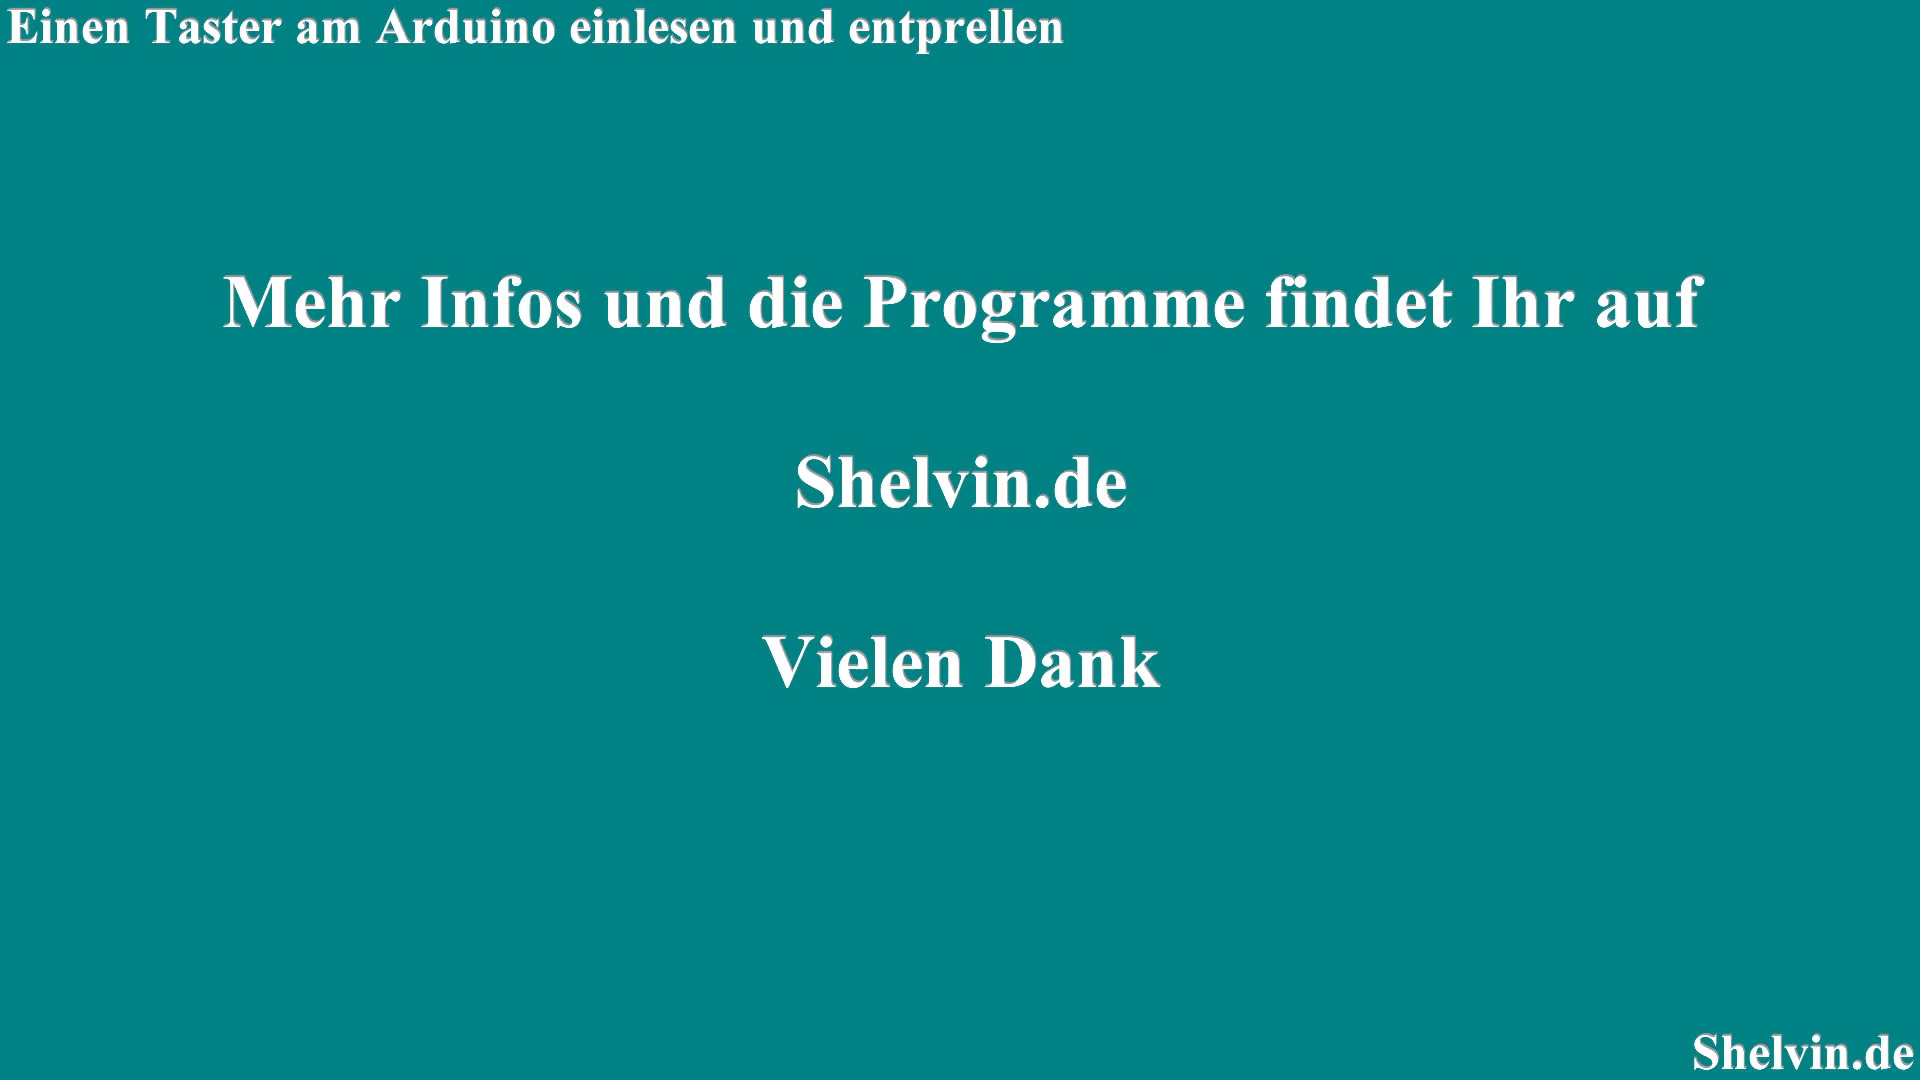 Einen Taster am Arduino einlesen und entprellen
Mehr Infos und die Programme findet Ihr auf
Shelvin.de
Vielen Dank
Shelvin.de